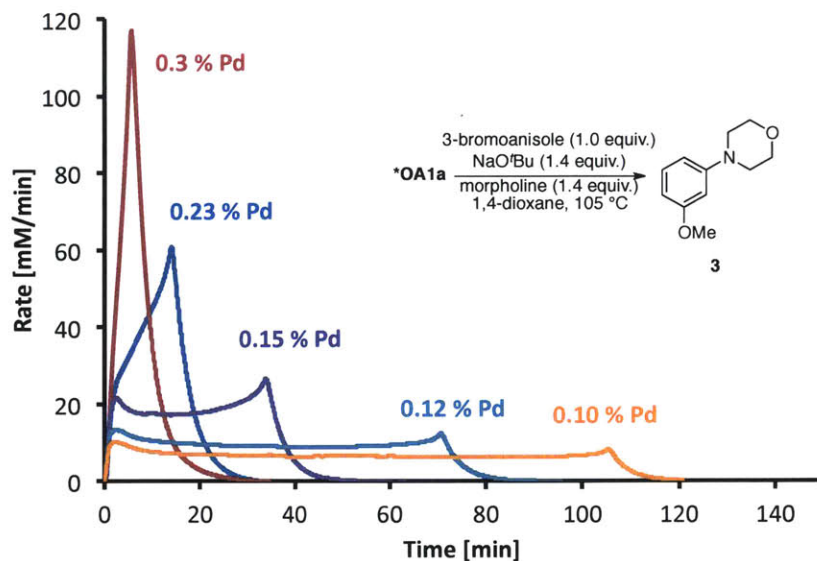 120
100
80
60
40
20
0
Rate [mM/min]
0.3 % Pd
0.23 % Pd
0.15 % Pd
0.12 % Pd
0.10 % Pd
*OA1a
3-bromoanisole (1.0 equiv.)
NaOᵗBu (1.4 equiv.)
morpholine (1.4 equiv.)
1,4-dioxane, 105 °C
O
N
OMe
3
0 20 40 60 80 100 120 140
Time [min]